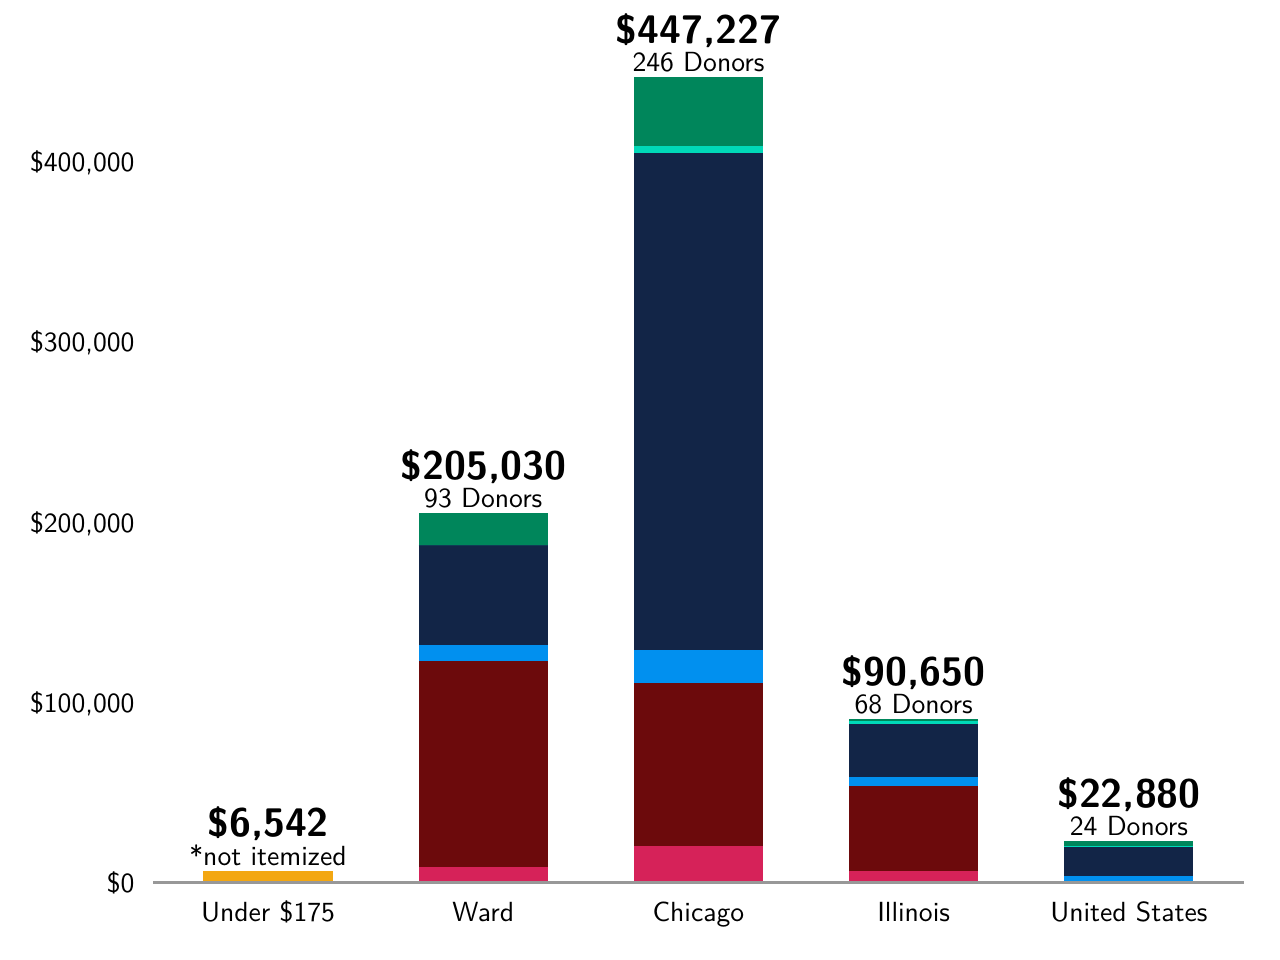 $447,227
246 Donors
$400,000
$300,000
$205,030
93 Donors
$200,000
$100,000
$90,650
68 Donors
$22,880
24 Donors
$6,542
*not itemized
$0
Under $175
Ward
Chicago
Illinois
United States